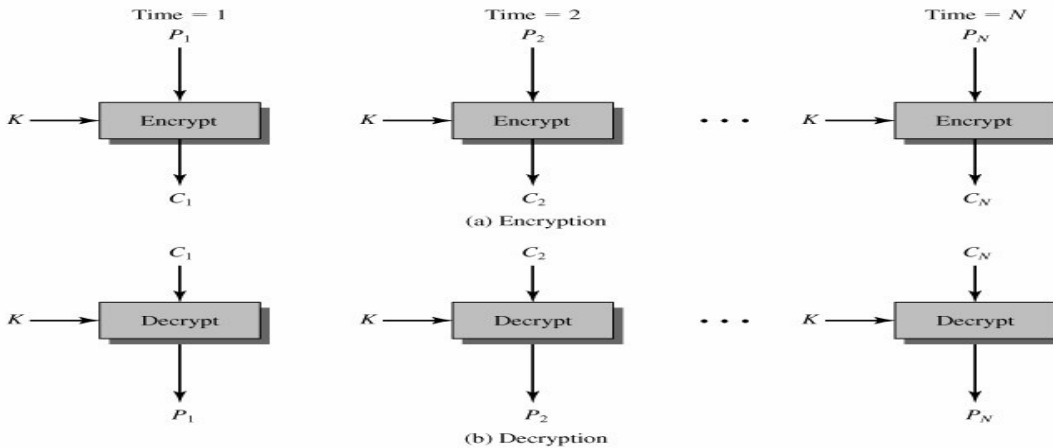 Time = 1 Time = 2 Time = N
P1 P2 PN
K Encrypt K Encrypt • • • K Encrypt
C1 C2 CN
(a) Encryption
C1 C2 CN
K Decrypt K Decrypt • • • K Decrypt
P1 P2 PN
(b) Decryption